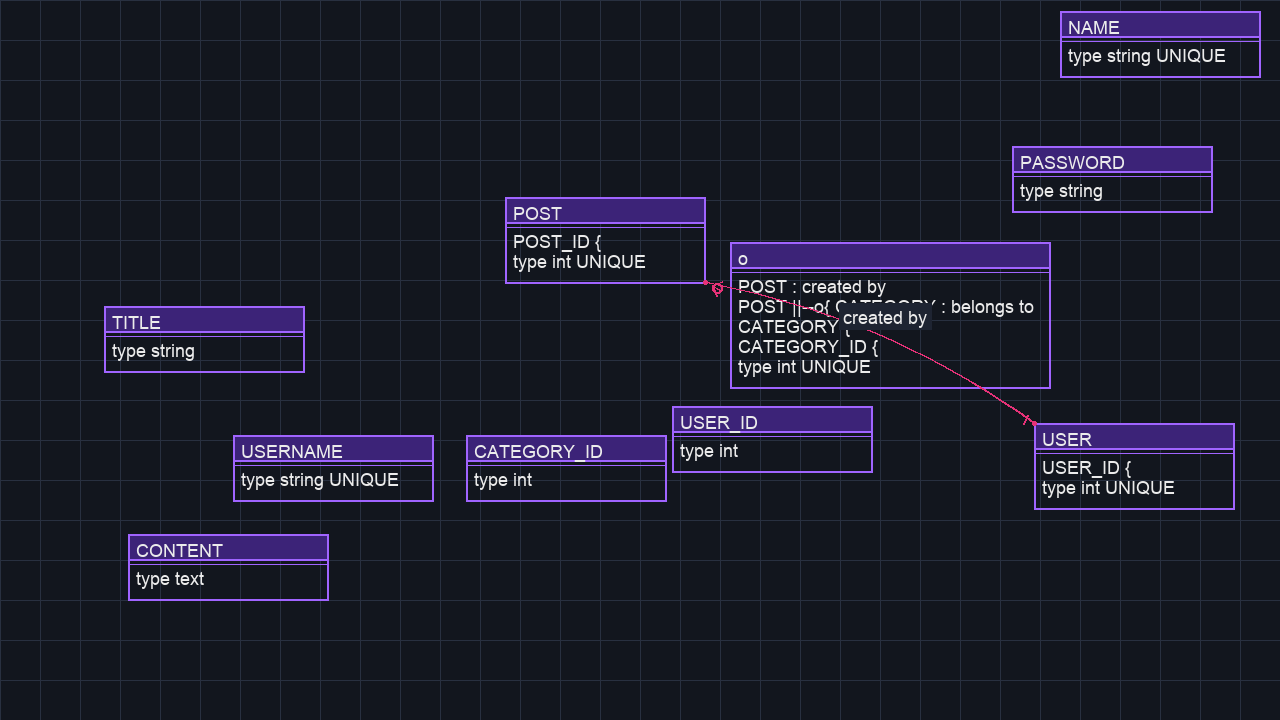 NAME
type string UNIQUE
PASSWORD
type string
POST
POST_ID {
type int UNIQUE
o
POST : created by
POST ||--o{ CATEGORY : belongs to
created by
CATEGORY {
CATEGORY_ID {
type int UNIQUE
TITLE
type string
USER_ID
type int
USERNAME
type string UNIQUE
CATEGORY_ID
type int
USER
USER_ID {
type int UNIQUE
CONTENT
type text